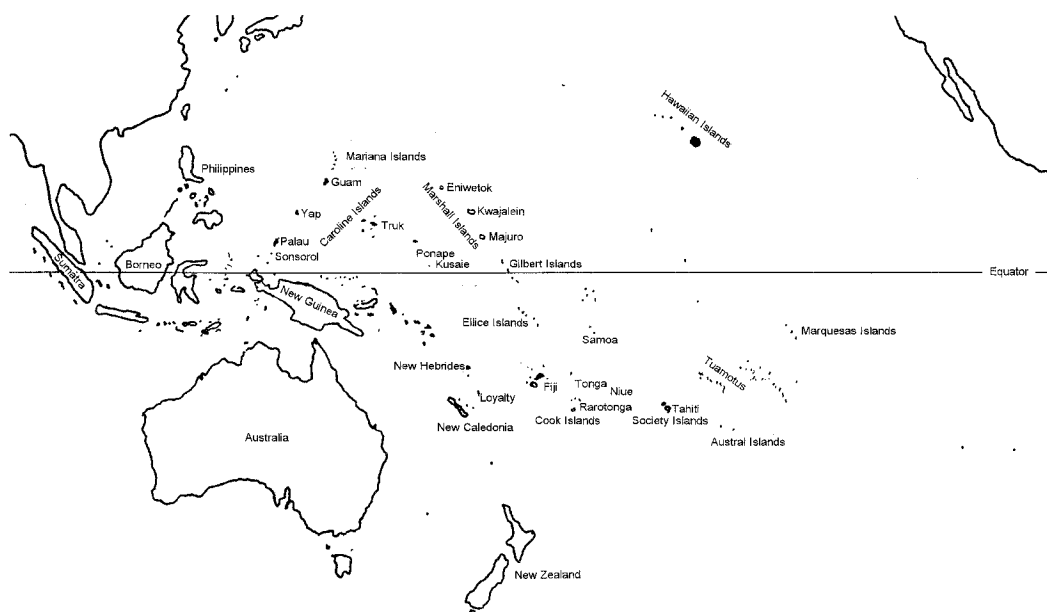 Hawaiian Islands
Mariana Islands
Philippines
Guam
Eniwetok
Caroline Islands
Marshall Islands
Yap
Kwajalein
Truk
Palau
Majuro
Sonsorol
Ponape
Sumatra
Borneo
Kusaie
Gilbert Islands
Equator
New Guinea
Ellice Islands
Marquesas Islands
Samoa
New Hebrides
Tuamotus
Fiji
Tonga
Niue
Loyalty
Rarotonga
Tahiti
New Caledonia
Cook Islands
Society Islands
Australia
Austral Islands
New Zealand